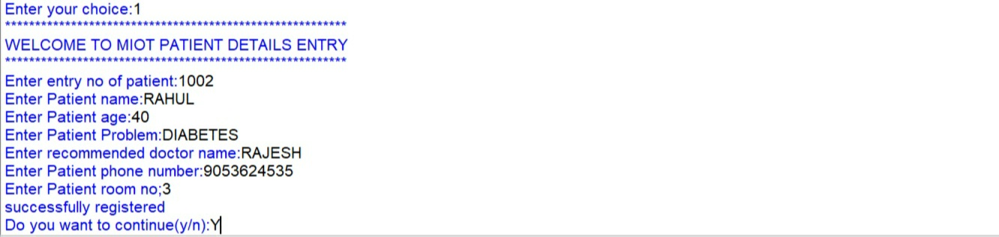 Enter your choice:1
*********************************************************
WELCOME TO MIOT PATIENT DETAILS ENTRY
*********************************************************
Enter entry no of patient:1002
Enter Patient name:RAHUL
Enter Patient age:40
Enter Patient Problem:DIABETES
Enter recommended doctor name:RAJESH
Enter Patient phone number:9053624535
Enter Patient room no;3
successfully registered
Do you want to continue(y/n):Y